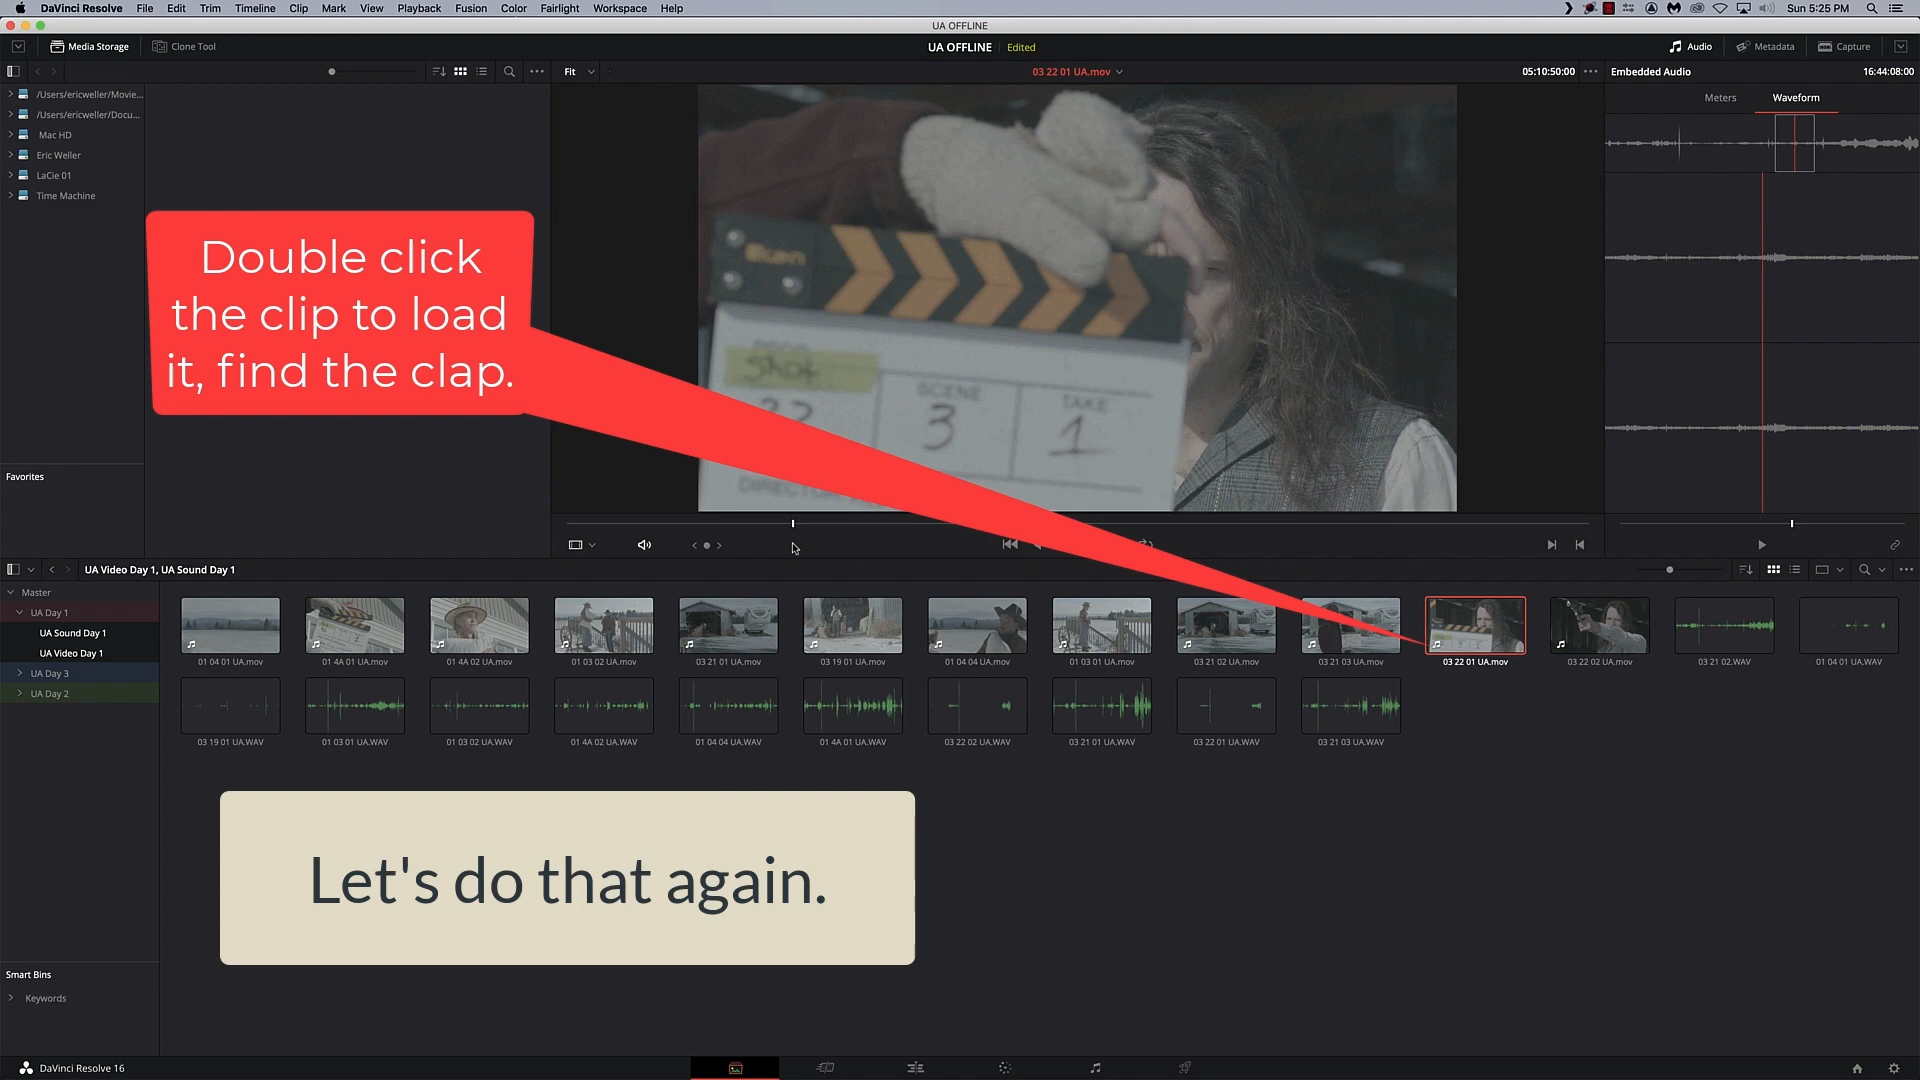 DaVinci Resolve File Edit Trim Timeline Clip Mark View Playback Fusion Color Fairlight Workspace Help
Sun 5:25 PM
UA OFFLINE
Media Storage
Clone Tool
UA OFFLINE
Edited
Audio
Metadata
Capture
Fit
03 22 01 UA.mov
05:10:50:00
Embedded Audio
16:44:08:00
Meters
Waveform
/Users/ericweller/Movie...
/Users/ericweller/Docu...
Mac HD
Eric Weller
LaCie 01
Time Machine
Double click
the clip to load
it, find the clap.
Shot
SCENE
TAKE
3
1
Favorites
UA Video Day 1, UA Sound Day 1
Master
UA Day 1
UA Sound Day 1
UA Video Day 1
UA Day 3
UA Day 2
01 04 01 UA.mov
01 4A 01 UA.mov
01 4A 02 UA.mov
01 03 02 UA.mov
03 21 01 UA.mov
03 19 01 UA.mov
01 04 04 UA.mov
01 03 01 UA.mov
03 21 02 UA.mov
03 21 03 UA.mov
03 22 01 UA.mov
03 22 02 UA.mov
03 21 02.WAV
01 04 01 UA.WAV
03 19 01 UA.WAV
01 03 01 UA.WAV
01 03 02 UA.WAV
01 4A 02 UA.WAV
01 04 04 UA.WAV
01 4A 01 UA.WAV
03 22 02 UA.WAV
03 21 01 UA.WAV
03 22 01 UA.WAV
03 21 03 UA.WAV
Let's do that again.
Smart Bins
Keywords
DaVinci Resolve 16